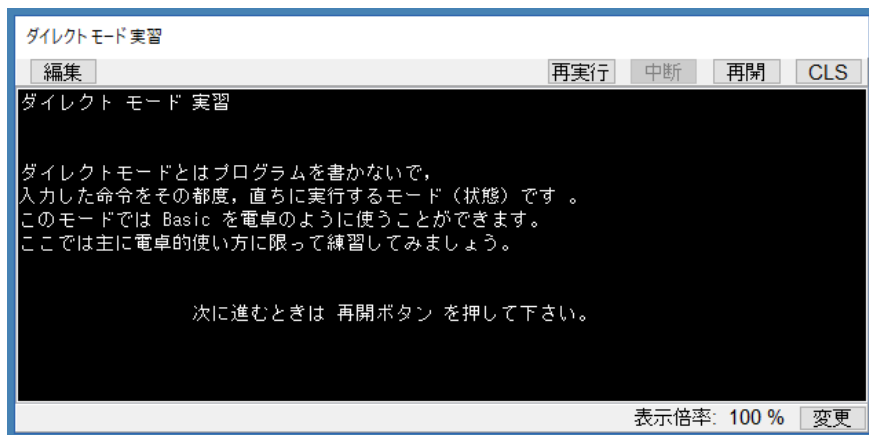 ダイレクト モード 実習
編集 再実行 中断 再開 CLS
ダイレクト モード 実習
ダイレクトモードとはプログラムを書かないで，
入力した命令をその都度，直ちに実行するモード（状態）です 。
このモードでは Basic を電卓のように使うことができます。
ここでは主に電卓的使い方に限って練習してみましょう。
次に進むときは 再開ボタン を押して下さい。
表示倍率: 100 % 変更